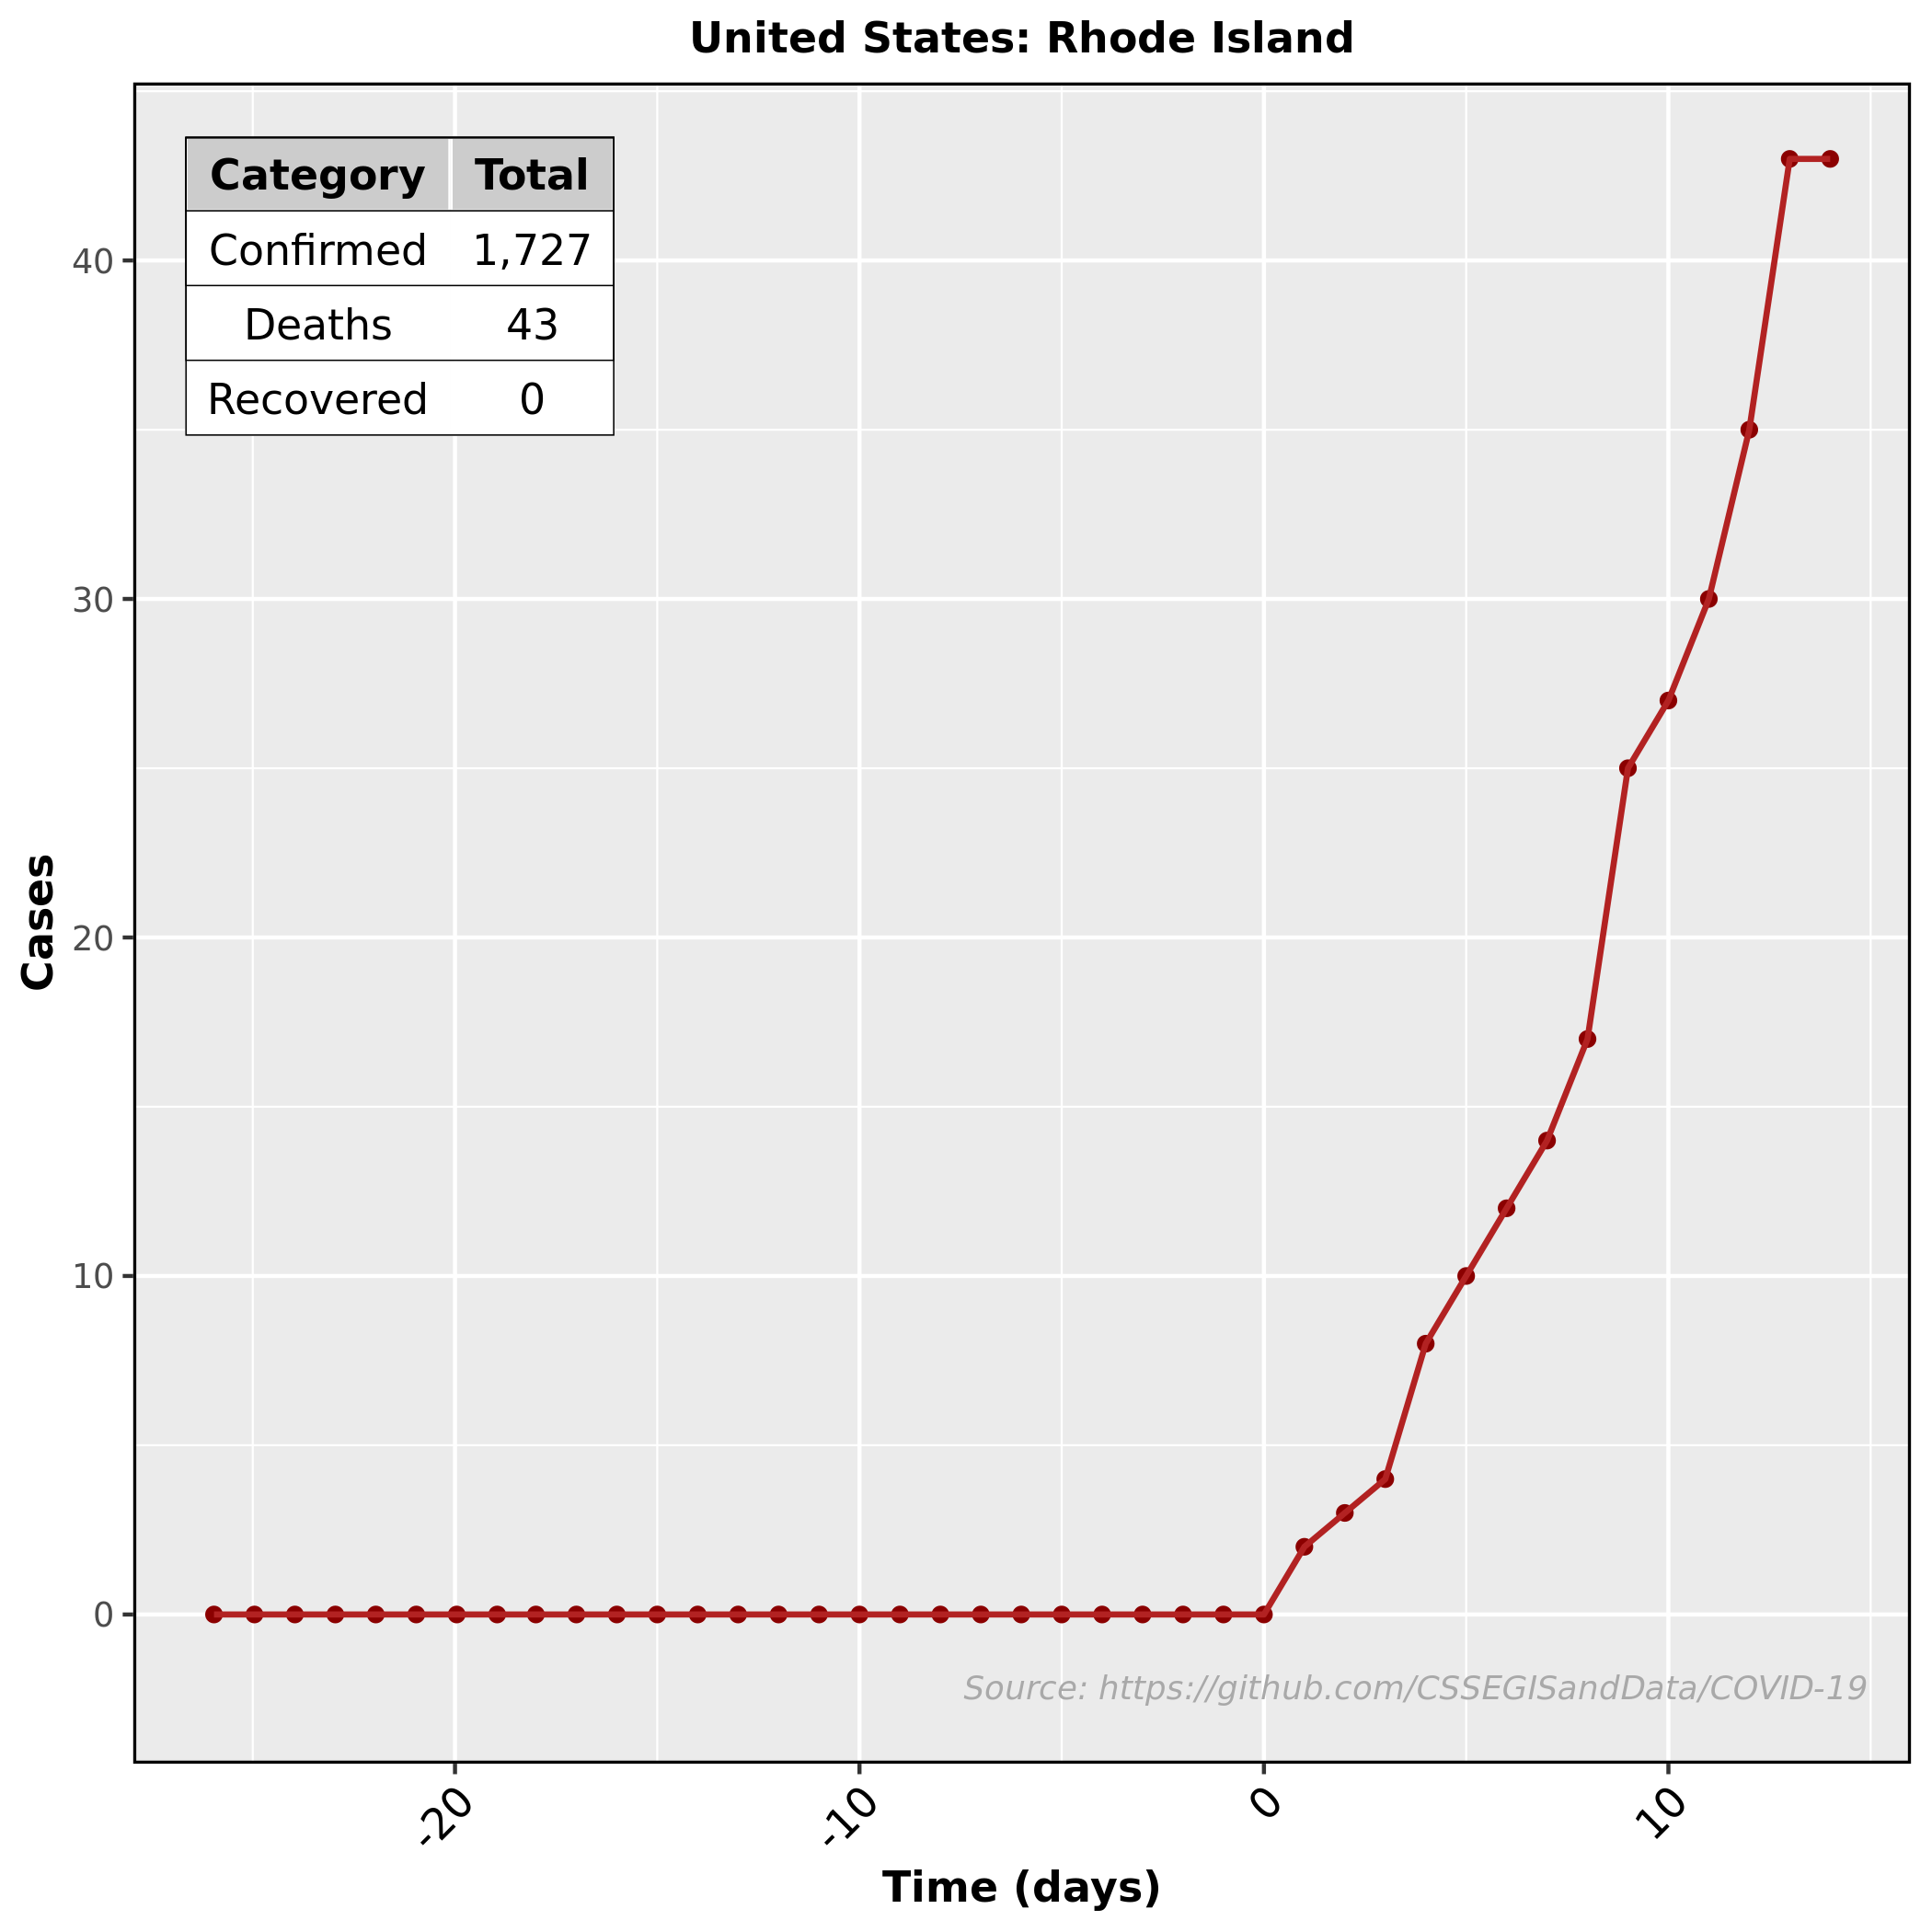 United States: Rhode Island
Category Total
Confirmed 1,727
Deaths 43
Recovered 0
40
30
20
10
0
Cases
Source: https://github.com/CSSEGISandData/COVID-19
-20 -10 0 10
Time (days)